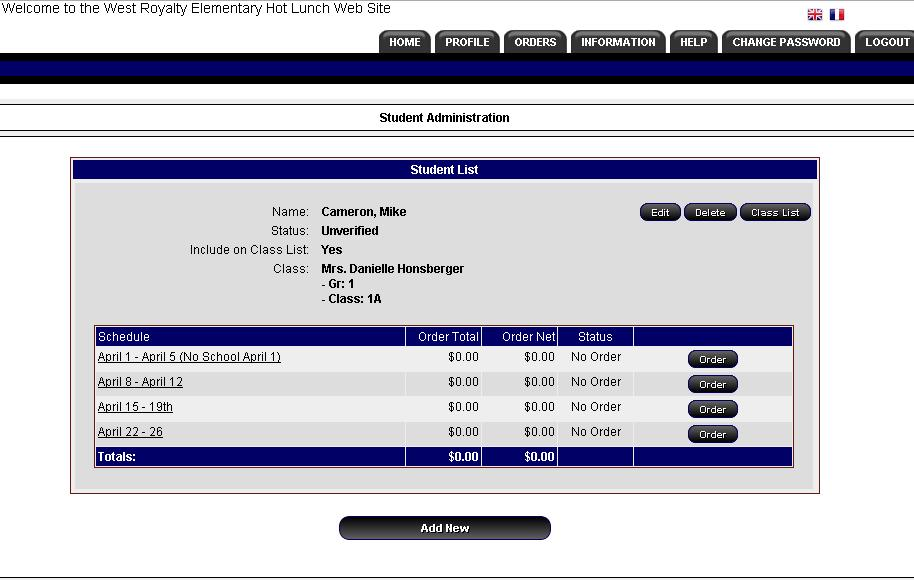 Welcome to the West Royalty Elementary Hot Lunch Web Site
HOME PROFILE ORDERS INFORMATION HELP CHANGE PASSWORD LOGOUT
Student Administration
Student List
Name: Cameron, Mike Edit Delete Class List
Status: Unverified
Include on Class List: Yes
Class: Mrs. Danielle Honsberger
- Gr: 1
- Class: 1A
Schedule Order Total Order Net Status
April 1 - April 5 (No School April 1) $0.00 $0.00 No Order Order
April 8 - April 12 $0.00 $0.00 No Order Order
April 15 - 19th $0.00 $0.00 No Order Order
April 22 - 26 $0.00 $0.00 No Order Order
Totals: $0.00 $0.00
Add New